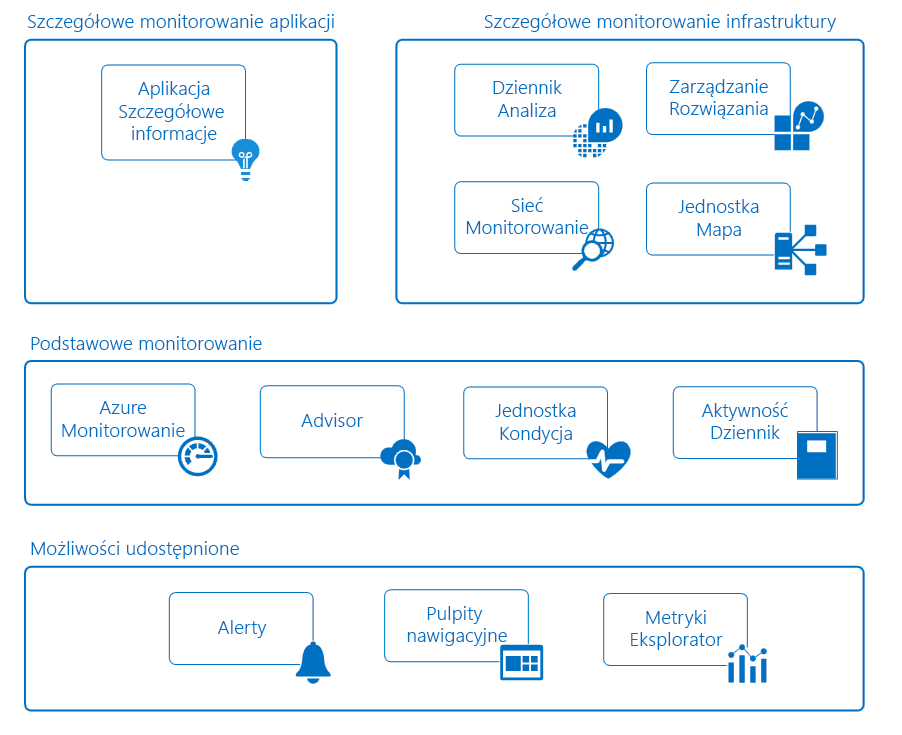 Szczegółowe monitorowanie aplikacji
Aplikacja
Szczegółowe
informacje
Szczegółowe monitorowanie infrastruktury
Dziennik
Analiza
Zarządzanie
Rozwiązania
Sieć
Monitorowanie
Jednostka
Mapa
Podstawowe monitorowanie
Azure
Monitorowanie
Advisor
Jednostka
Kondycja
Aktywność
Dziennik
Możliwości udostępnione
Alerty
Pulpity
nawigacyjne
Metryki
Eksplorator